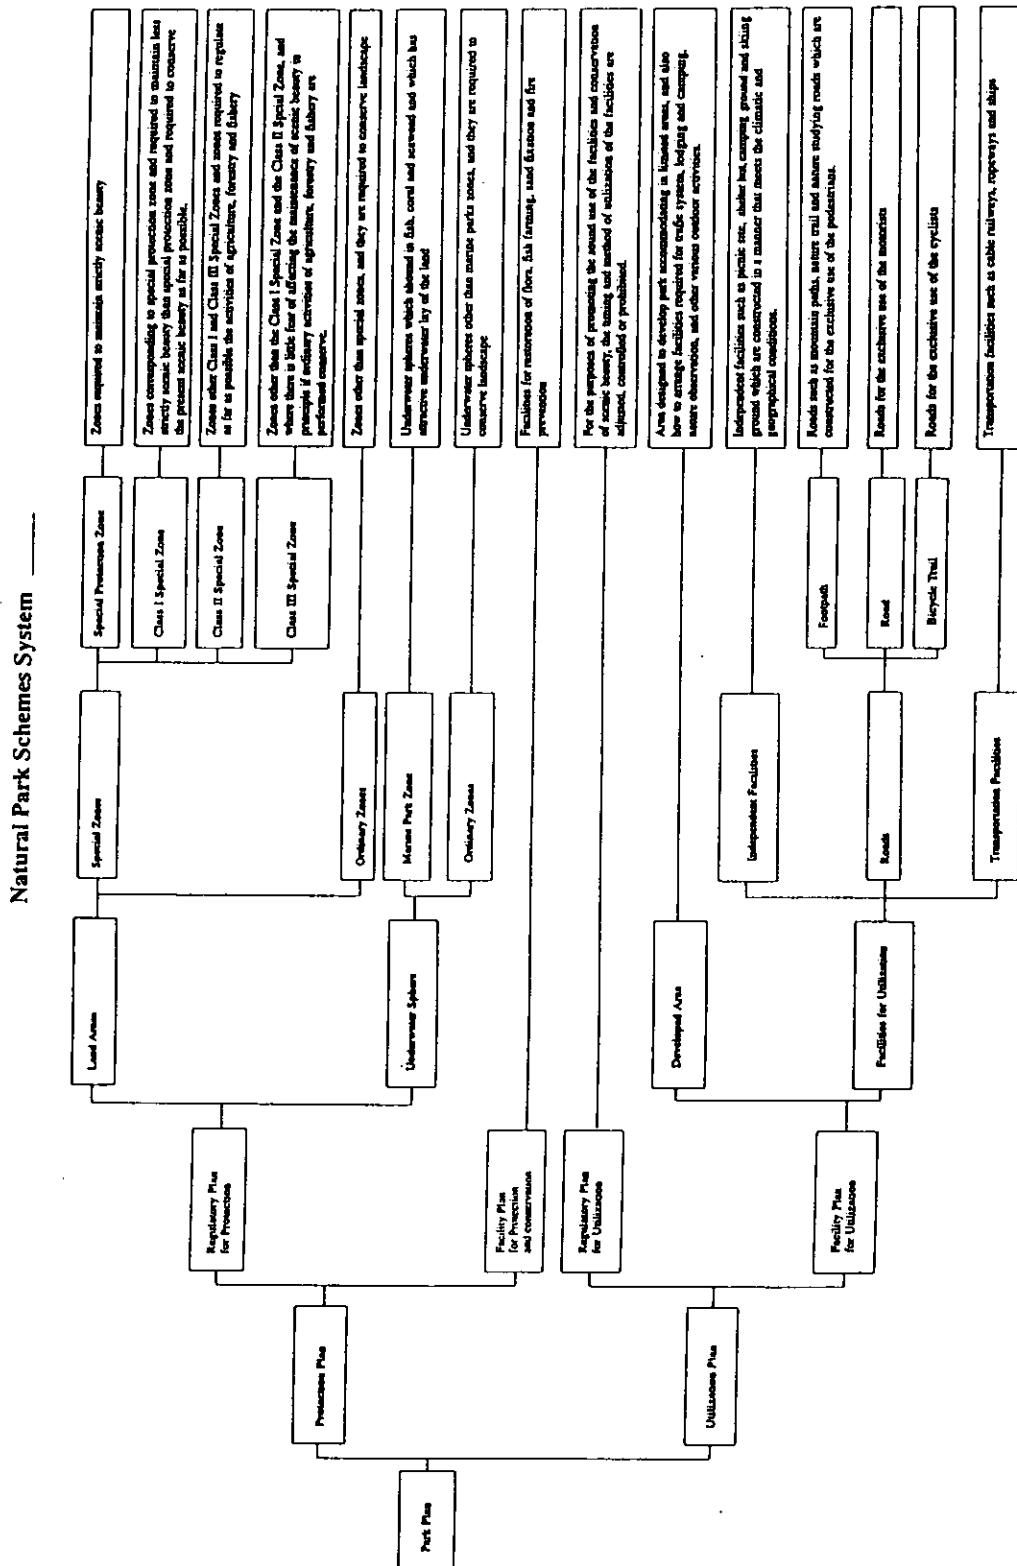 Natural Park Schemes System
Park Plan
Protection Plan
Utilization Plan
Regulatory Plan
for Protection
Facility Plan
for Protection
and conservation
Regulatory Plan
for Utilization
Facility Plan
for Utilization
Land Areas
Underwater Sphere
Developed Area
Facilities for Utilization
Special Zones
Ordinary Zones
Marine Park Zone
Ordinary Zones
Independent Facilities
Roads
Transportation Facilities
Special Protection Zone
Class I Special Zone
Class II Special Zone
Class III Special Zone
Footpath
Road
Bicycle Trail
Zones required to maintain strictly scenic beauty
Zones corresponding to special protection zone and required to maintain less
strictly scenic beauty than special protection zone and required to conserve
the present scenic beauty as far as possible.
Zones other Class I and Class III Special Zones and zones required to regulate
as far as possible the activities of agriculture, forestry and fishery
Zones other than the Class I Special Zone and the Class II Special Zone, and
where there is little fear of affecting the maintenance of scenic beauty in
principle if ordinary activities of agriculture, forestry and fishery are
performed conserve.
Zones other than special zones, and they are required to conserve landscape
Underwater spheres which abound in fish, coral and seaweed and which has
attractive underwater lay of the land
Underwater spheres other than marine parks zones, and they are required to
conserve landscape
Facilities for restoration of flora, fish farming, sand fixation and fire
prevention
For the purposes of promoting the sound use of the facilities and conservation
of scenic beauty, the timing and method of utilization of the facilities are
adjusted, controlled or prohibited.
Area designed to develop park accommodating in limited areas, and also
how to arrange facilities required for trafic system, lodging and camping,
nature observation, and other various outdoor activities.
Independent facilities such as picnic site, shelter hut, camping ground and skiing
ground which are constructed in a manner that meets the climatic and
geographical conditions.
Roads such as mountain paths, nature trail and nature studying roads which are
constructed for the exclusive use of the pedestrians.
Roads for the exclusive use of the motorists
Roads for the exclusive use of the cyclists
Transportation facilities such as cable railways, ropeways and ships